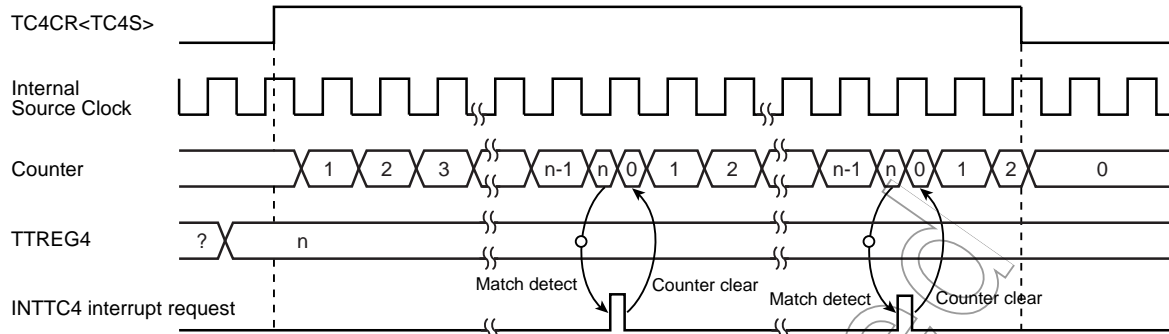 TC4CR<TC4S>
Internal
Source Clock
Counter
1 2 3 n-1 n 0 1 2 n-1 n 0 1 2 0
TTREG4
? n
Match detect Counter clear Match detect Counter clear
INTTC4 interrupt request